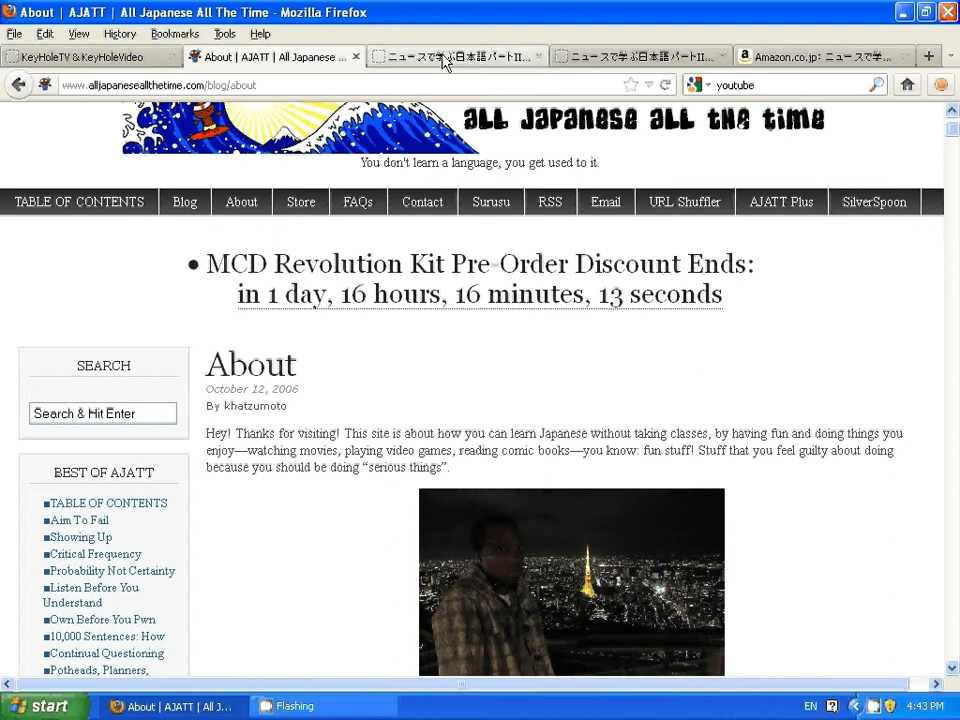 About | AJATT | All Japanese All The Time - Mozilla Firefox
File Edit View History Bookmarks Tools Help
KeyHoleTV & KeyHoleVideo
About | AJATT | All Japanese ...
ニュースで学ぶ日本語パートII...
ニュースで学ぶ日本語パートII...
Amazon.co.jp: ニュースで学...
www.alljapaneseallthetime.com/blog/about
youtube
all Japanese all the time
You don't learn a language, you get used to it.
TABLE OF CONTENTS Blog About Store FAQs Contact Surusu RSS Email URL Shuffler AJATT Plus SilverSpoon
• MCD Revolution Kit Pre-Order Discount Ends:
in 1 day, 16 hours, 16 minutes, 13 seconds
SEARCH
Search & Hit Enter
BEST OF AJATT
TABLE OF CONTENTS
Aim To Fail
Showing Up
Critical Frequency
Probability Not Certainty
Listen Before You
Understand
Own Before You Pwn
10,000 Sentences: How
Continual Questioning
Potheads, Planners,
About
October 12, 2006
By khatzumoto
Hey! Thanks for visiting! This site is about how you can learn Japanese without taking classes, by having fun and doing things you
enjoy—watching movies, playing video games, reading comic books—you know: fun stuff! Stuff that you feel guilty about doing
because you should be doing “serious things”.
start
About | AJATT | All J...
Flashing
EN
4:43 PM